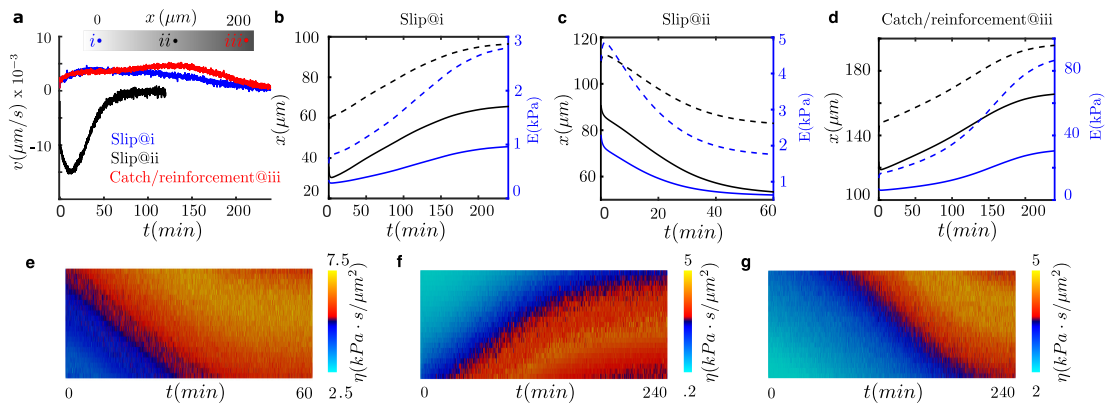 a
0
x (μm)
200
i
ii
iii
10
0
-10
v(μm/s) x 10⁻³
Slip@i
Slip@ii
Catch/reinforcement@iii
0
50
100
150
200
t(min)
b
Slip@i
100
80
60
40
20
x(μm)
3
2
1
0
E(kPa)
0
50
100
150
200
t(min)
c
Slip@ii
120
100
80
60
x(μm)
5
4
3
2
1
E(kPa)
0
20
40
60
t(min)
d
Catch/reinforcement@iii
180
140
100
x(μm)
80
40
0
E(kPa)
0
50
100
150
200
t(min)
e
7.5
2.5
η(kPa · s/μm²)
0
t(min)
60
f
5
.2
η(kPa · s/μm²)
0
t(min)
240
g
5
2
η(kPa · s/μm²)
0
t(min)
240